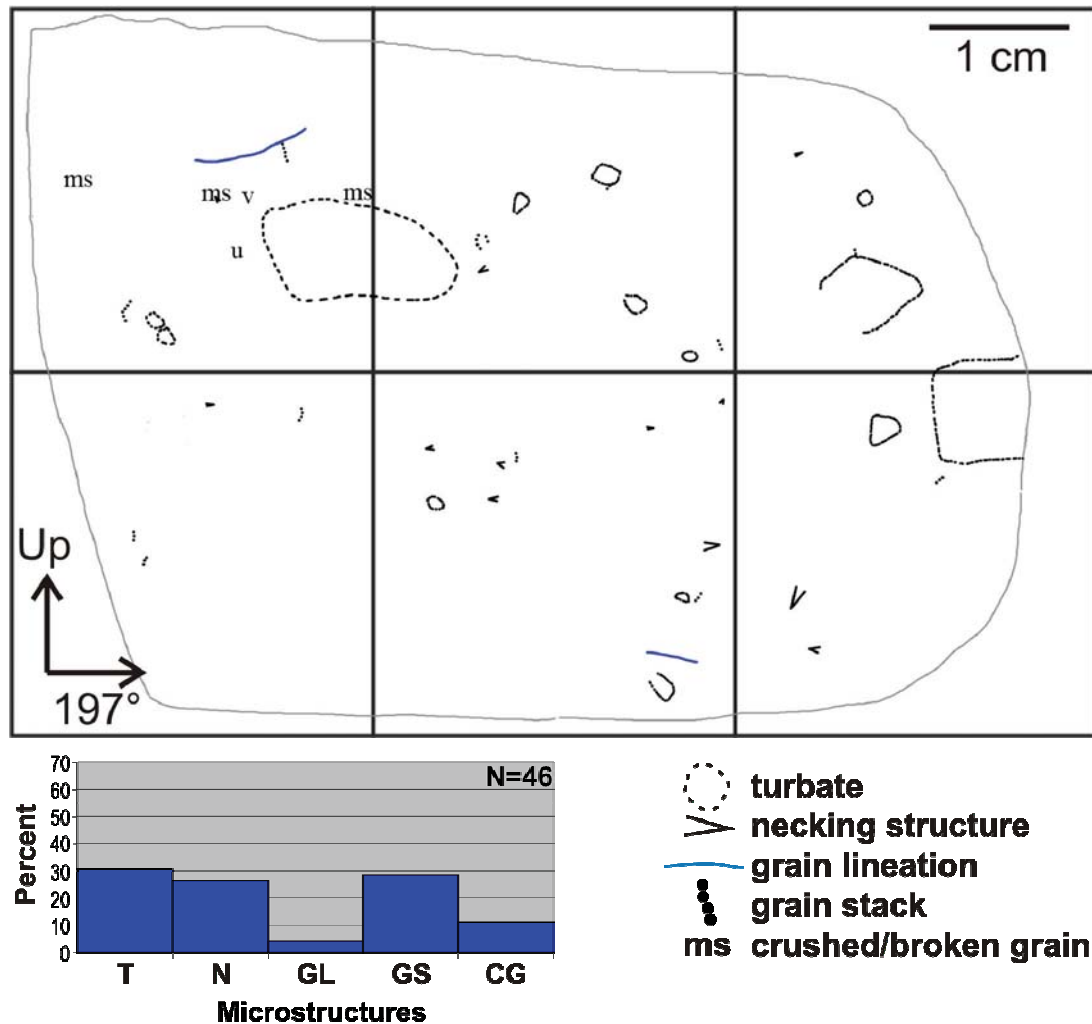 1 cm
ms
ms v ms
u
Up
197°
70
60
50
40
30
20
10
0
Percent
N=46
T N GL GS CG
Microstructures
turbate
necking structure
grain lineation
grain stack
ms crushed/broken grain